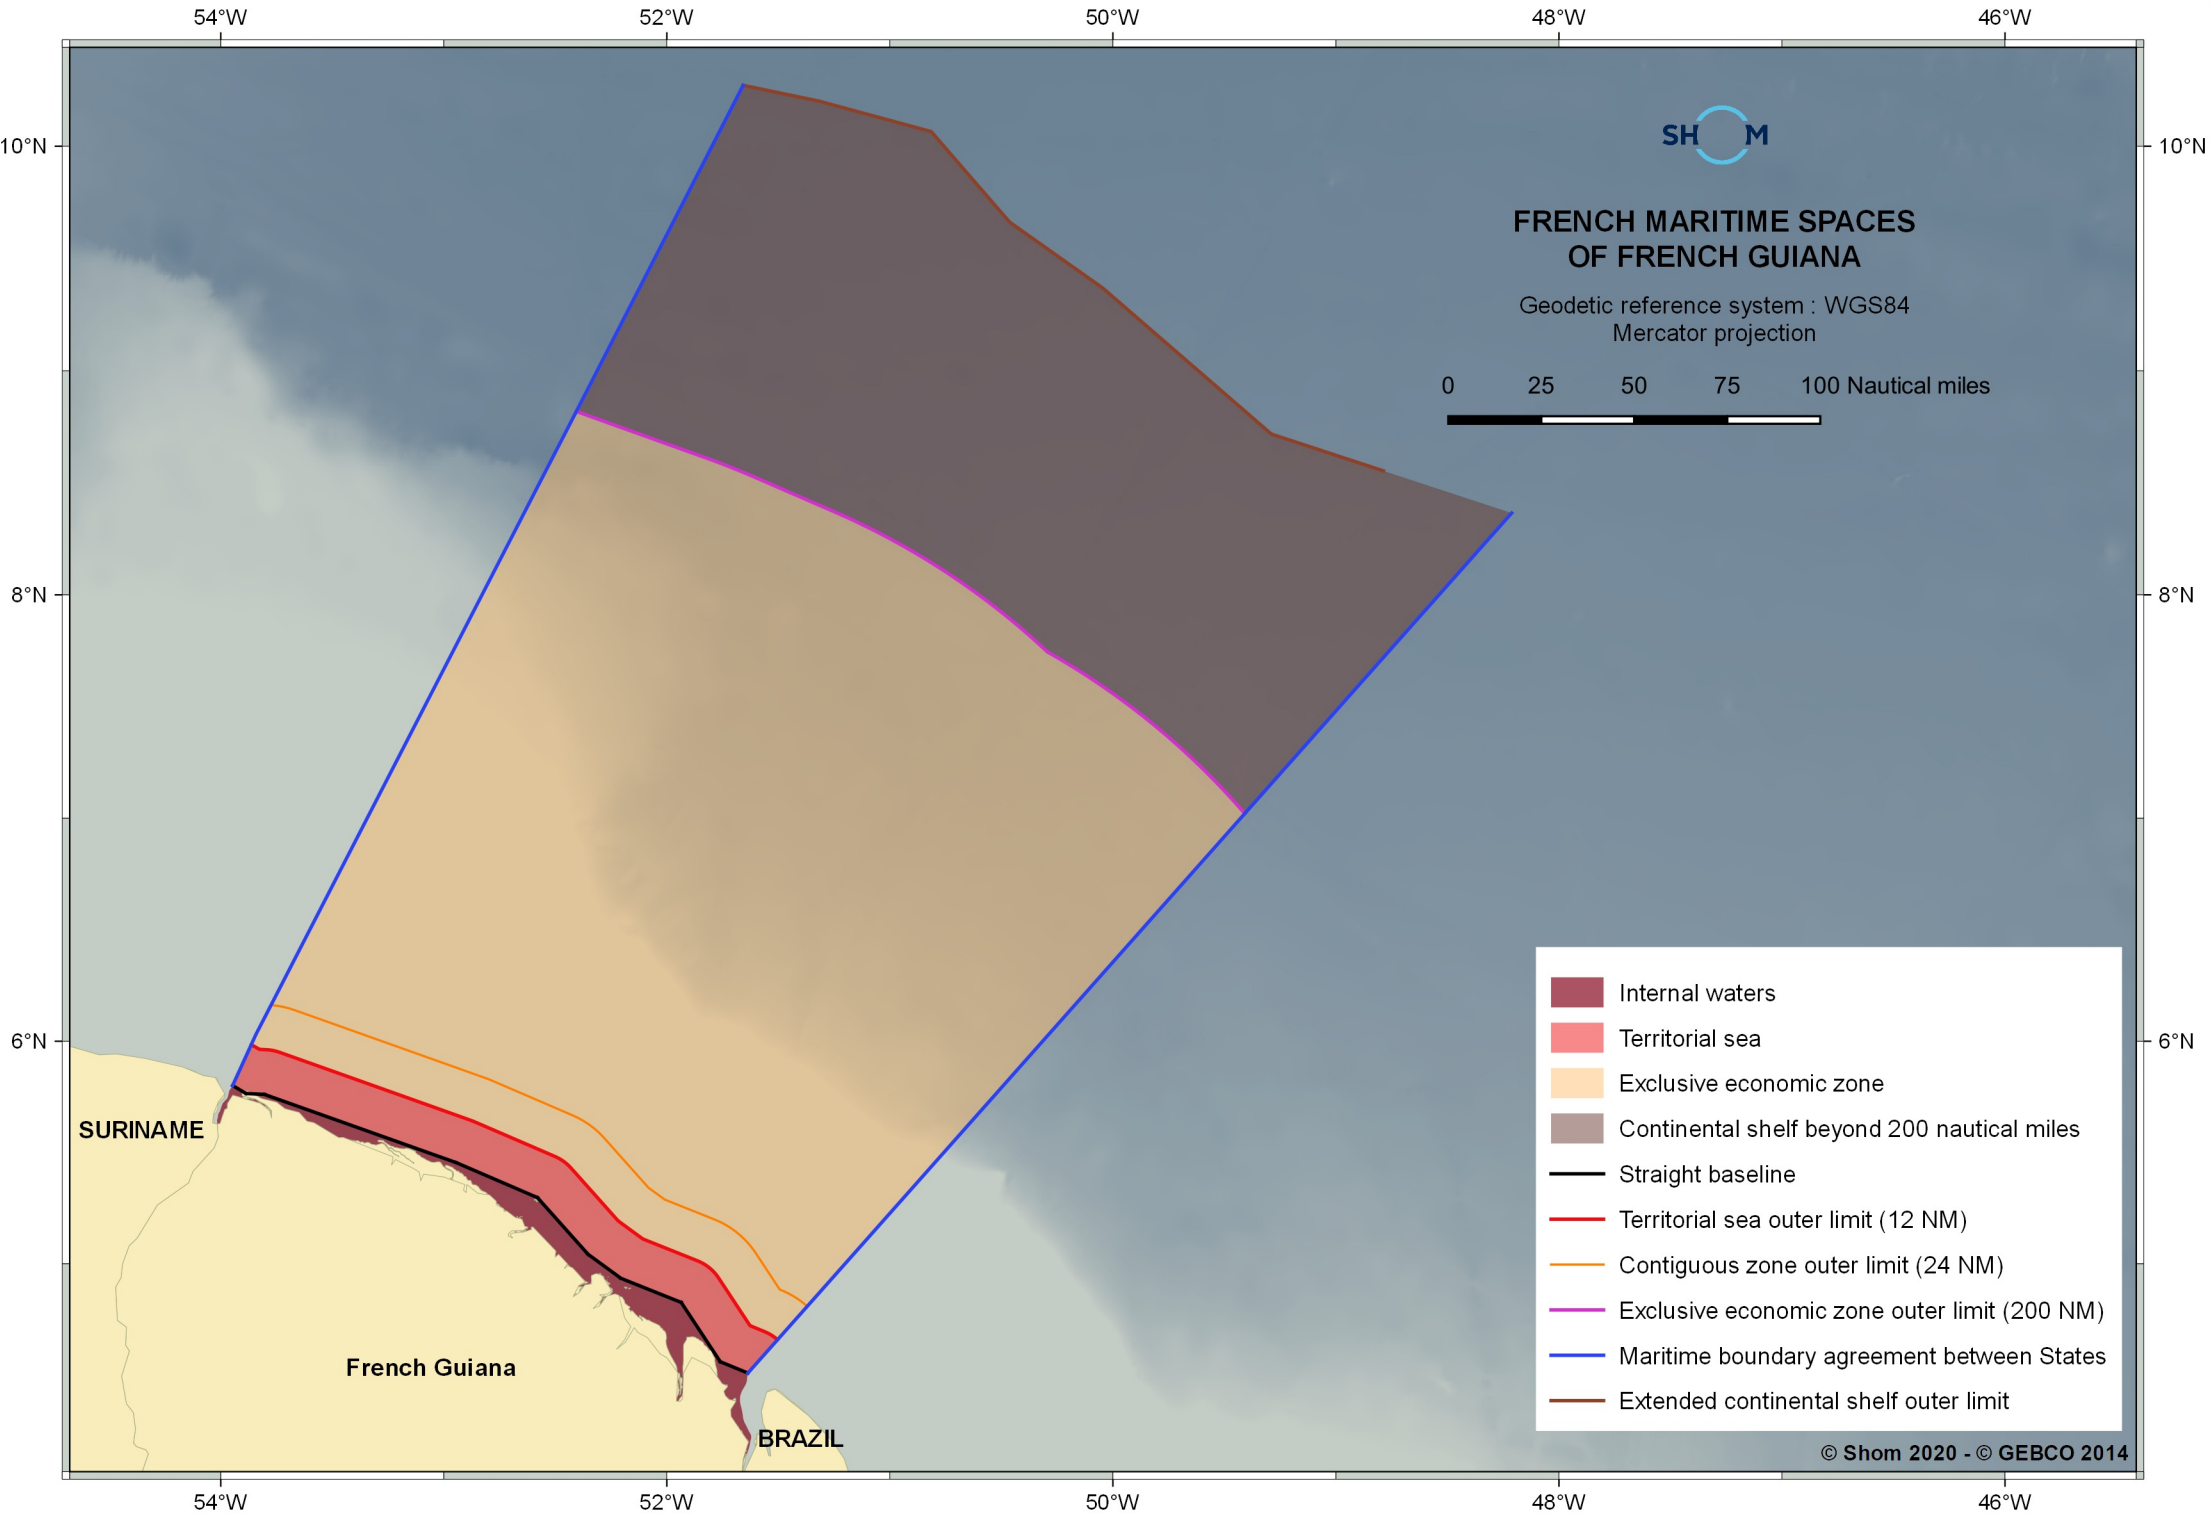 54°W 52°W 50°W 48°W 46°W
10°N 10°N
SHOM
FRENCH MARITIME SPACES
OF FRENCH GUIANA
Geodetic reference system : WGS84
Mercator projection
0 25 50 75 100 Nautical miles
8°N 8°N
6°N 6°N
SURINAME
French Guiana
BRAZIL
Internal waters
Territorial sea
Exclusive economic zone
Continental shelf beyond 200 nautical miles
Straight baseline
Territorial sea outer limit (12 NM)
Contiguous zone outer limit (24 NM)
Exclusive economic zone outer limit (200 NM)
Maritime boundary agreement between States
Extended continental shelf outer limit
© Shom 2020 - © GEBCO 2014
54°W 52°W 50°W 48°W 46°W